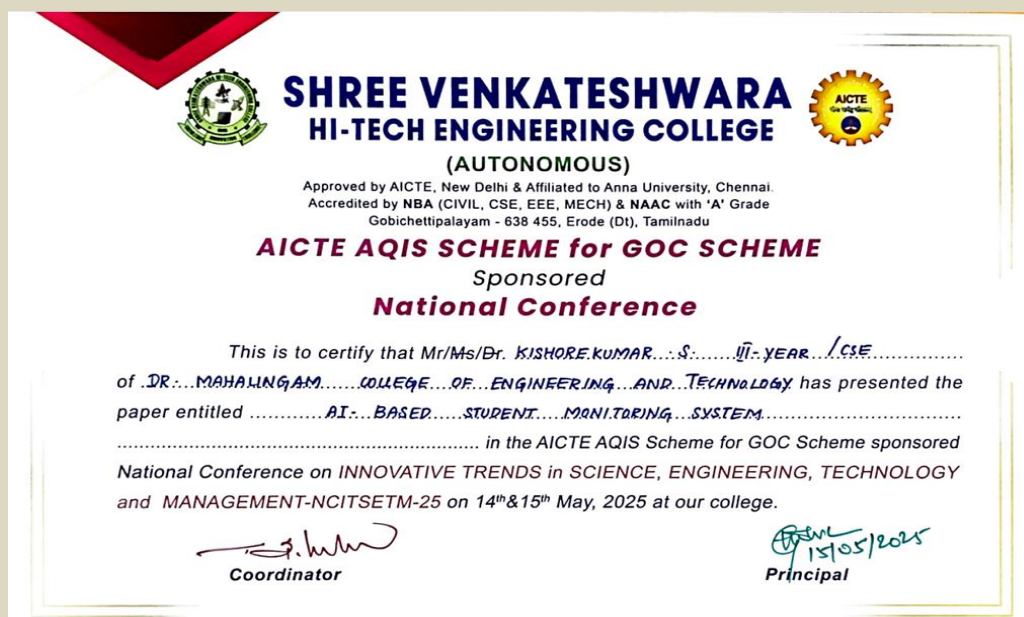 SHREE VENKATESHWARA
HI-TECH ENGINEERING COLLEGE
AICTE
(AUTONOMOUS)
Approved by AICTE, New Delhi & Affiliated to Anna University, Chennai.
Accredited by NBA (CIVIL, CSE, EEE, MECH) & NAAC with 'A' Grade
Gobichettipalayam - 638 455, Erode (Dt), Tamilnadu
AICTE AQIS SCHEME for GOC SCHEME
Sponsored
National Conference
This is to certify that Mr/Ms/Dr. KISHORE KUMAR . S . III - YEAR / CSE
of DR. MAHALINGAM COLLEGE OF ENGINEERING AND TECHNOLOGY has presented the
paper entitled AI- BASED STUDENT MONITORING SYSTEM
in the AICTE AQIS Scheme for GOC Scheme sponsored
National Conference on INNOVATIVE TRENDS in SCIENCE, ENGINEERING, TECHNOLOGY
and MANAGEMENT-NCITSETM-25 on 14th&15th May, 2025 at our college.
15/05/2025
Coordinator Principal